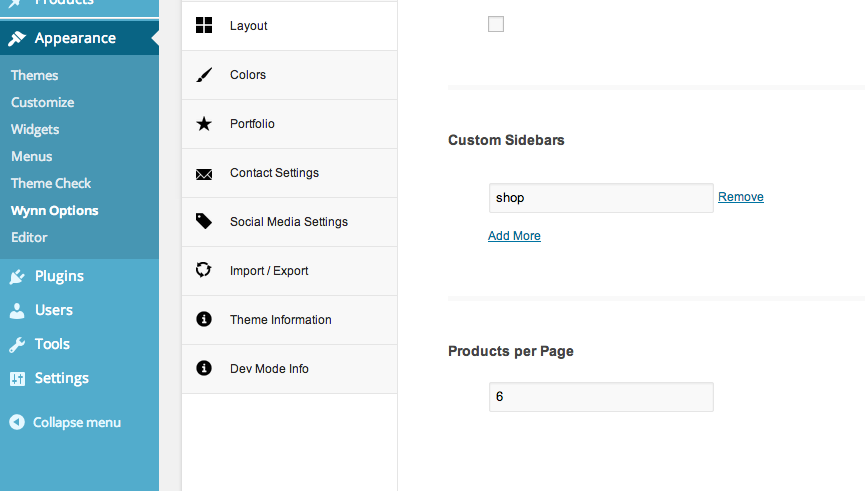 Products
Appearance
Themes
Customize
Widgets
Menus
Theme Check
Wynn Options
Editor
Plugins
Users
Tools
Settings
Collapse menu
Layout
Colors
Portfolio
Contact Settings
Social Media Settings
Import / Export
Theme Information
Dev Mode Info
Custom Sidebars
shop Remove
Add More
Products per Page
6